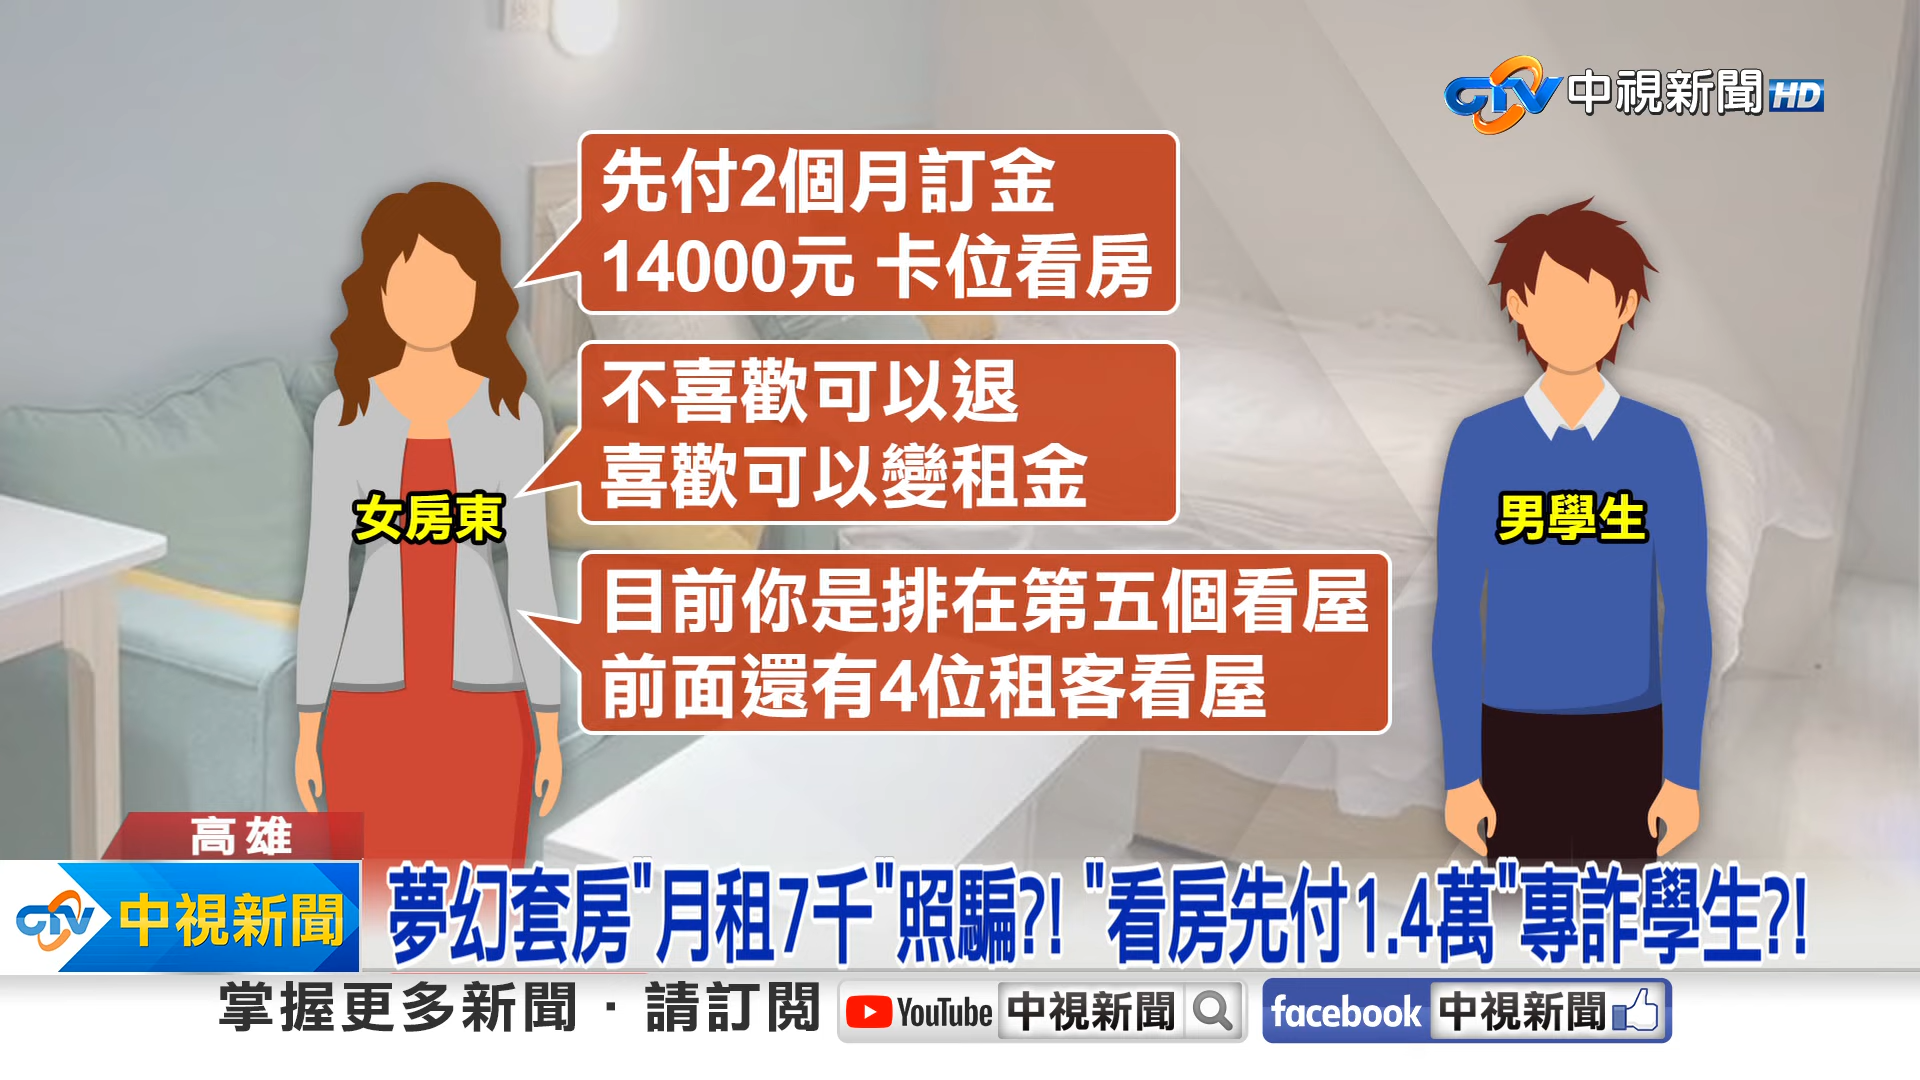 CTV 中視新聞 HD
先付2個月訂金
14000元 卡位看房
不喜歡可以退
喜歡可以變租金
女房東
男學生
目前你是排在第五個看屋
前面還有4位租客看屋
高雄
CTV 中視新聞
夢幻套房"月租7千"照騙?! "看房先付1.4萬"專詐學生?!
掌握更多新聞・請訂閱 YouTube 中視新聞 facebook 中視新聞